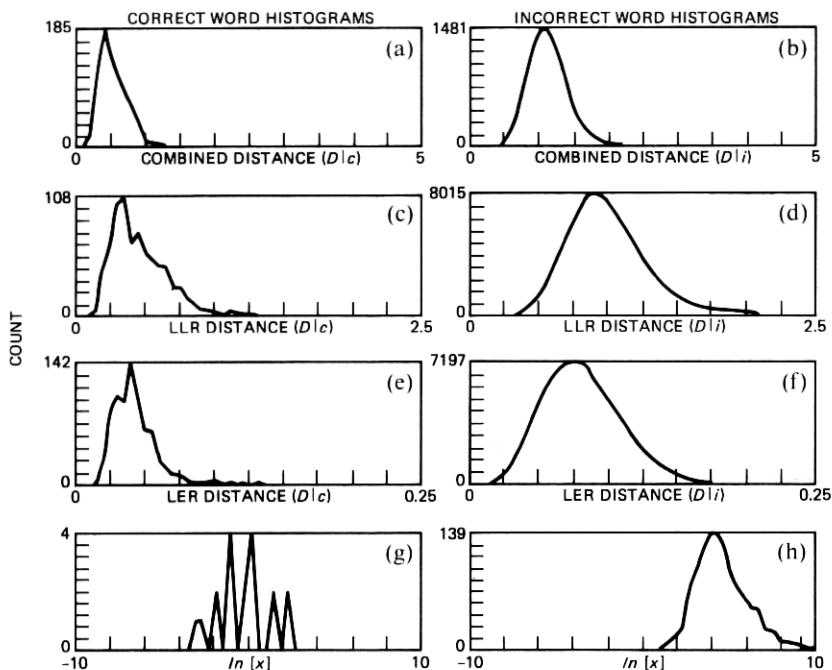 CORRECT WORD HISTOGRAMS
INCORRECT WORD HISTOGRAMS
185
(a)
0
0
COMBINED DISTANCE (D|c)
5
1481
(b)
0
0
COMBINED DISTANCE (D|i)
5
108
(c)
0
0
LLR DISTANCE (D|c)
2.5
8015
(d)
0
0
LLR DISTANCE (D|i)
2.5
COUNT
142
(e)
0
0
LER DISTANCE (D|c)
0.25
7197
(f)
0
0
LER DISTANCE (D|i)
0.25
4
(g)
0
-10
ln [x]
10
139
(h)
0
-10
ln [x]
10